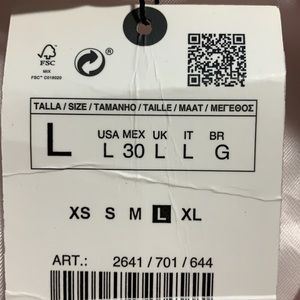 FSC
MIX
FSC® C019020
®
TALLA / SIZE / TAMANHO / TAILLE / MAAT / ΜΕΓΕΘΟΣ
L
USA MEX UK IT BR
L 30 L L G
XS S M L XL
ART.: 2641 / 701 / 644